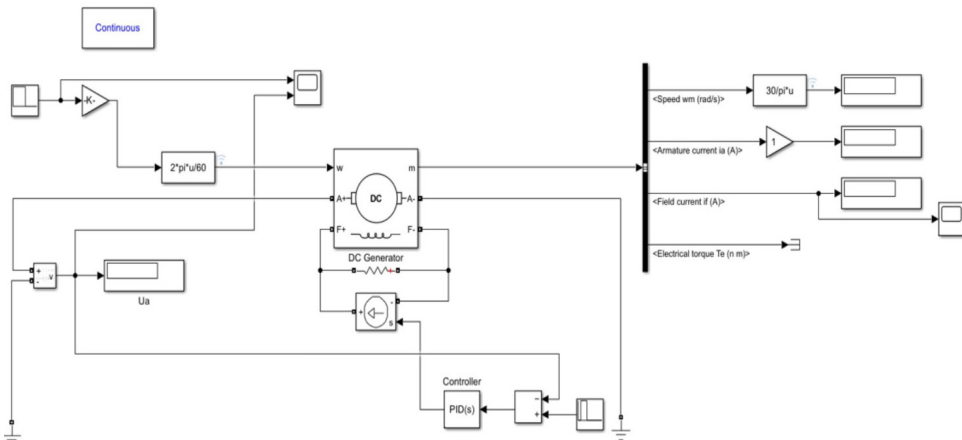 Continuous
-K-
2*pi*u/60
w
m
A+
DC
A-
F+
F-
DC Generator
+
-
v
Ua
+
-
s
Controller
PID(s)
−
+
30/pi*u
<Speed wm (rad/s)>
1
<Armature current ia (A)>
<Field current if (A)>
<Electrical torque Te (n m)>